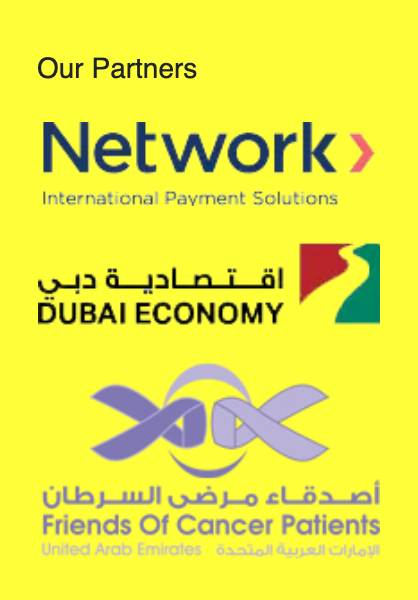 Our Partners
Network
International Payment Solutions
اقتصادية دبي
DUBAI ECONOMY
أصدقاء مرضى السرطان
Friends Of Cancer Patients
United Arab Emirates الإمارات العربية المتحدة